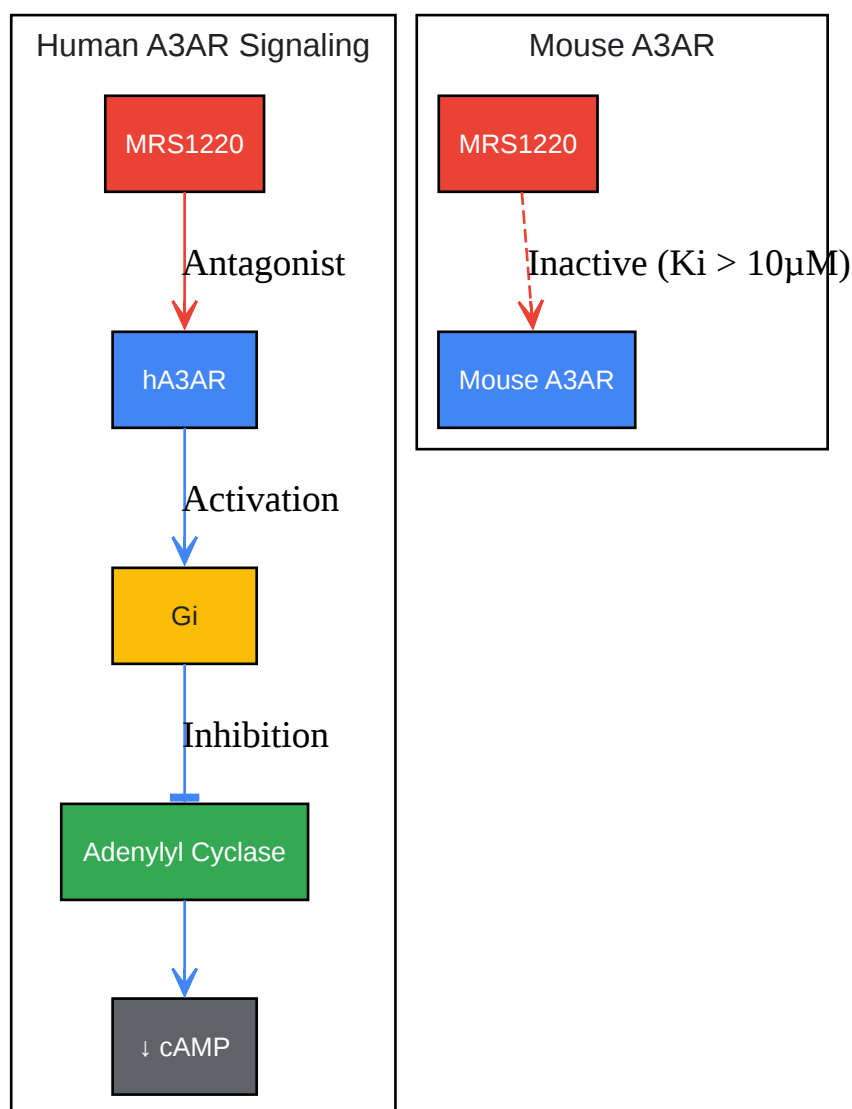 Human A3AR Signaling
MRS1220
Antagonist
hA3AR
Activation
Gi
Inhibition
Adenylyl Cyclase
↓ cAMP
Mouse A3AR
MRS1220
Inactive (Ki > 10µM)
Mouse A3AR